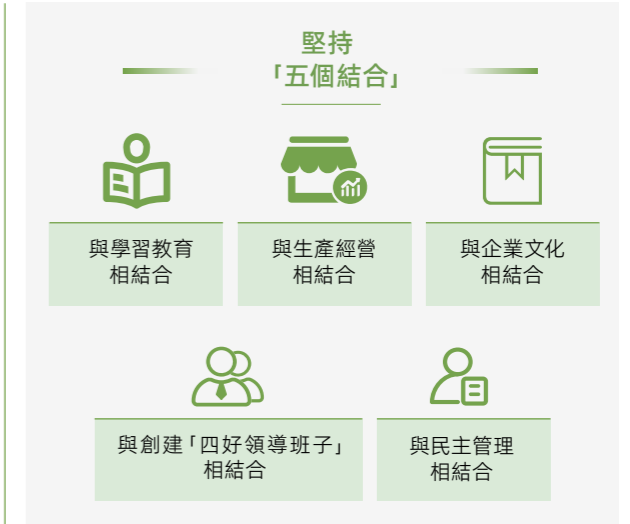 堅持
「五個結合」
與學習教育
相結合
與生產經營
相結合
與企業文化
相結合
與創建「四好領導班子」
相結合
與民主管理
相結合